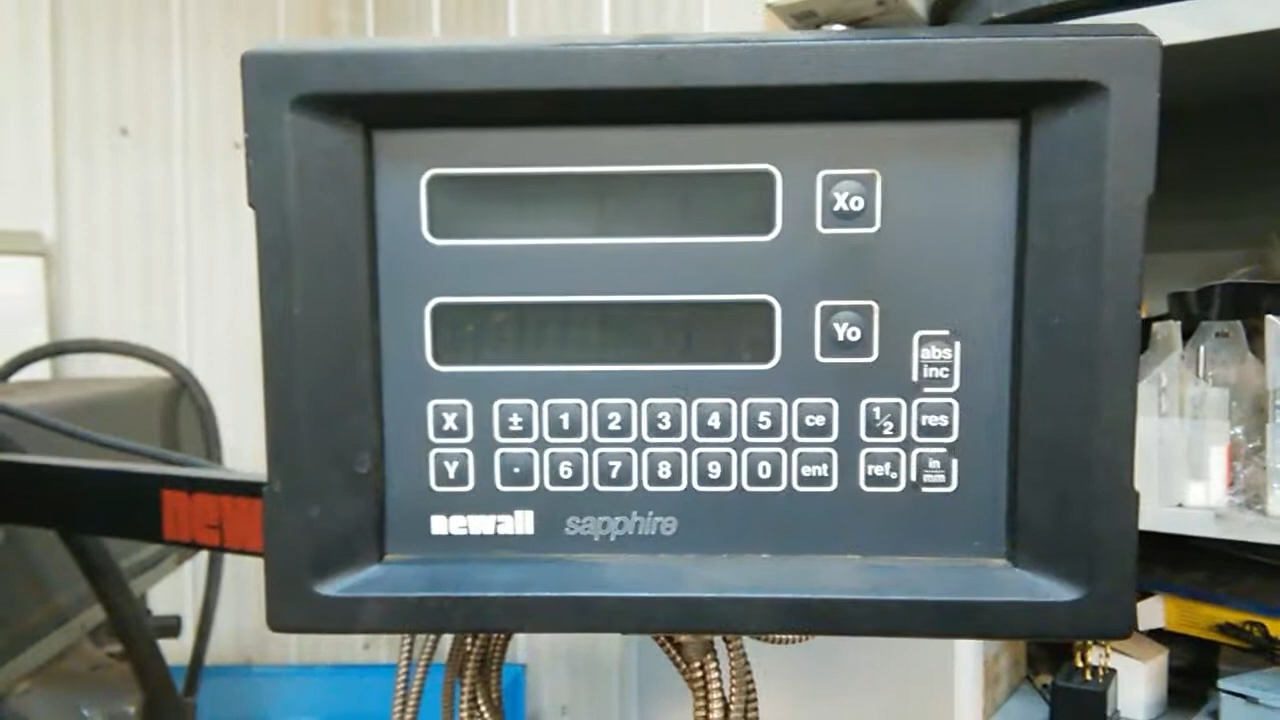 Xo
Yo
abs
inc
X ± 1 2 3 4 5 ce 1/2 res
Y . 6 7 8 9 0 ent ref₀ in
mm
newall sapphire